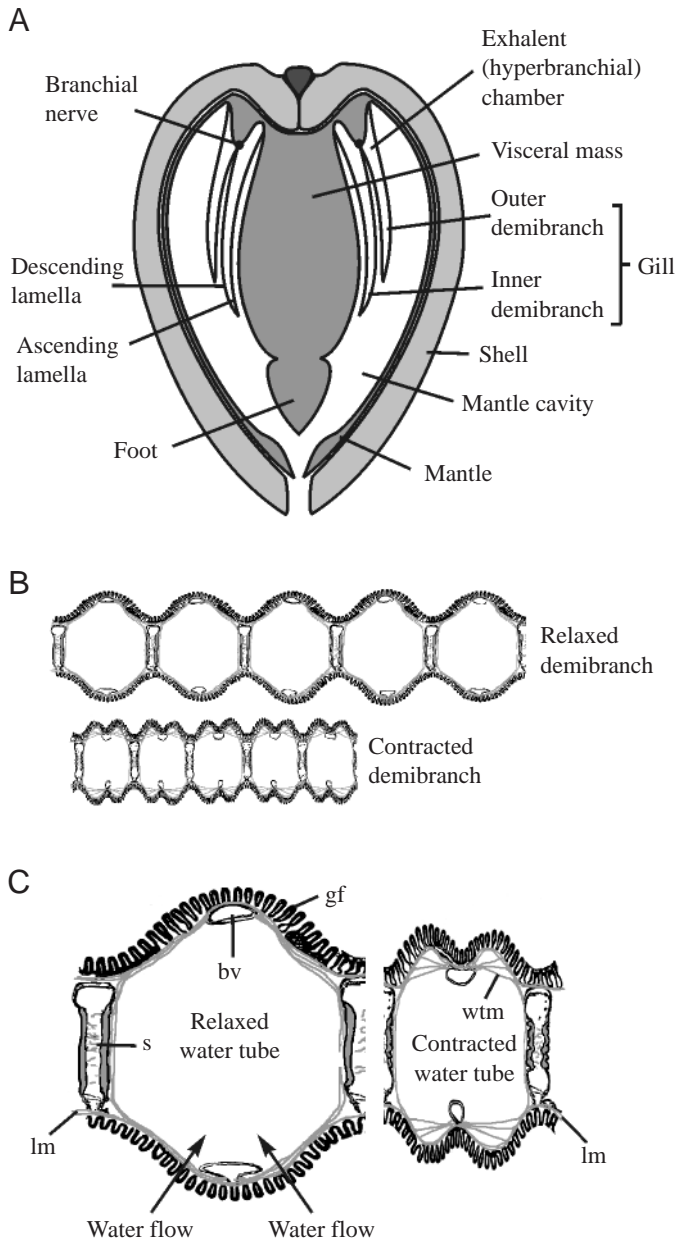 A
Branchial
nerve
Exhalent
(hyperbranchial)
chamber
Visceral mass
Outer
demibranch
Gill
Inner
demibranch
Descending
lamella
Ascending
lamella
Shell
Mantle cavity
Foot
Mantle
B
Relaxed
demibranch
Contracted
demibranch
C
gf
bv
Relaxed
water tube
s
wtm
Contracted
water tube
lm
lm
Water flow
Water flow